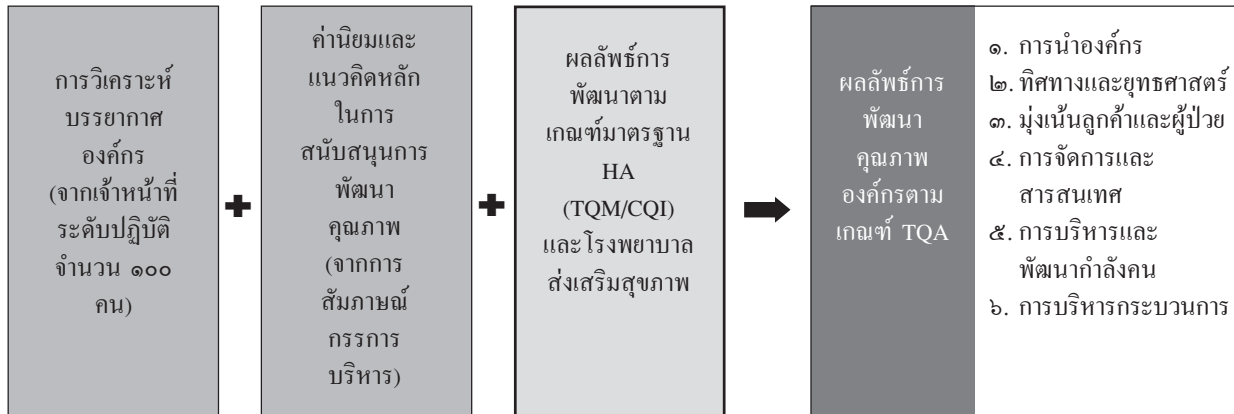 การวิเคราะห์
บรรยากาศ
องค์กร
(จากเจ้าหน้าที่
ระดับปฏิบัติ
จำนวน ๑๐๐
คน)
ค่านิยมและ
แนวคิดหลัก
ในการ
สนับสนุนการ
พัฒนา
คุณภาพ
(จากการ
สัมภาษณ์
กรรการ
บริหาร)
ผลลัพธ์การ
พัฒนาตาม
เกณฑ์มาตรฐาน
HA
(TQM/CQI)
และโรงพยาบาล
ส่งเสริมสุขภาพ
ผลลัพธ์การ
พัฒนา
คุณภาพ
องค์กรตาม
เกณฑ์ TQA
๑. การนำองค์กร
๒. ทิศทางและยุทธศาสตร์
๓. มุ่งเน้นลูกค้าและผู้ป่วย
๔. การจัดการและ
สารสนเทศ
๕. การบริหารและ
พัฒนากำลังคน
๖. การบริหารกระบวนการ